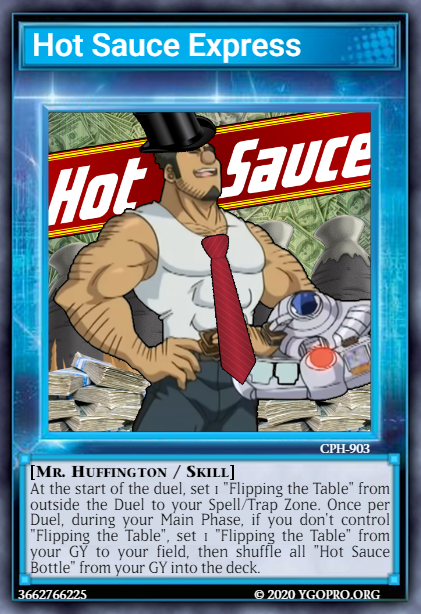 Hot Sauce Express
Hot Sauce
CPH-903
[Mr. Huffington / Skill]
At the start of the duel, set 1 "Flipping the Table" from
outside the Duel to your Spell/Trap Zone. Once per
Duel, during your Main Phase, if you don't control
"Flipping the Table", set 1 "Flipping the Table" from
your GY to your field, then shuffle all "Hot Sauce
Bottle" from your GY into the deck.
3662766225
© 2020 YGOPRO.ORG